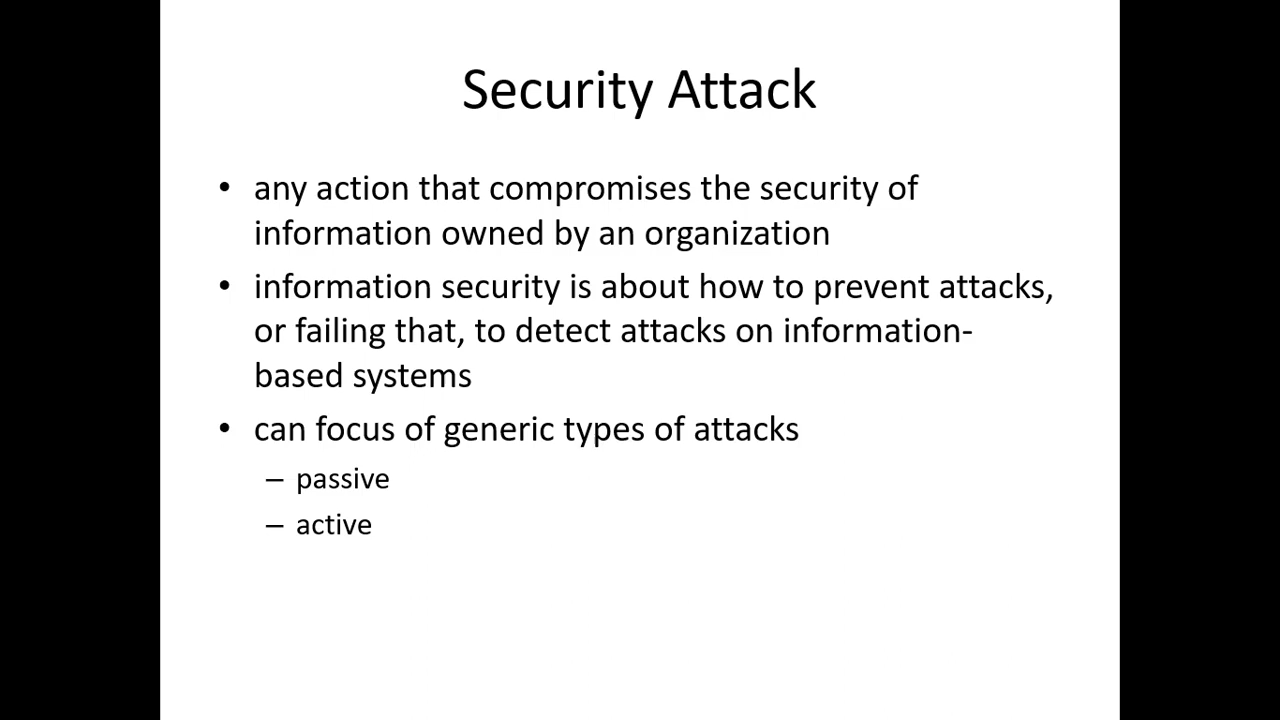 Security Attack
• any action that compromises the security of
information owned by an organization
• information security is about how to prevent attacks,
or failing that, to detect attacks on information-
based systems
• can focus of generic types of attacks
– passive
– active